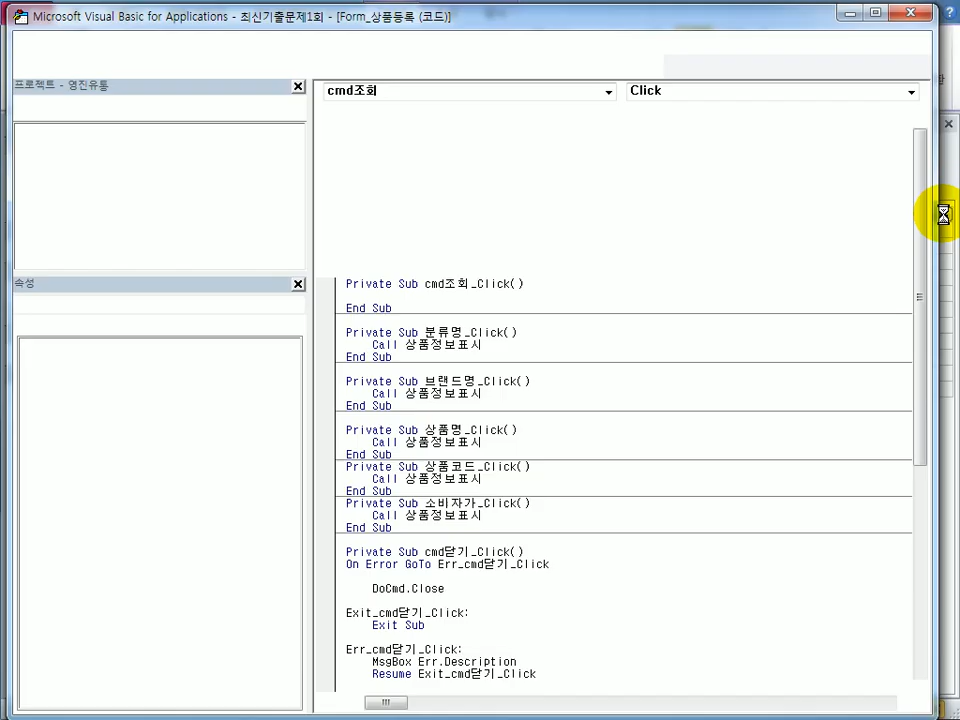 Microsoft Visual Basic for Applications - 최신기출문제1회 - [Form_상품등록 (코드)]
프로젝트 - 영진유통
cmd조회
Click
속성
Private Sub cmd조회_Click()
End Sub
Private Sub 분류명_Click()
Call 상품정보표시
End Sub
Private Sub 브랜드명_Click()
Call 상품정보표시
End Sub
Private Sub 상품명_Click()
Call 상품정보표시
End Sub
Private Sub 상품코드_Click()
Call 상품정보표시
End Sub
Private Sub 소비자가_Click()
Call 상품정보표시
End Sub
Private Sub cmd닫기_Click()
On Error GoTo Err_cmd닫기_Click
DoCmd.Close
Exit_cmd닫기_Click:
Exit Sub
Err_cmd닫기_Click:
MsgBox Err.Description
Resume Exit_cmd닫기_Click